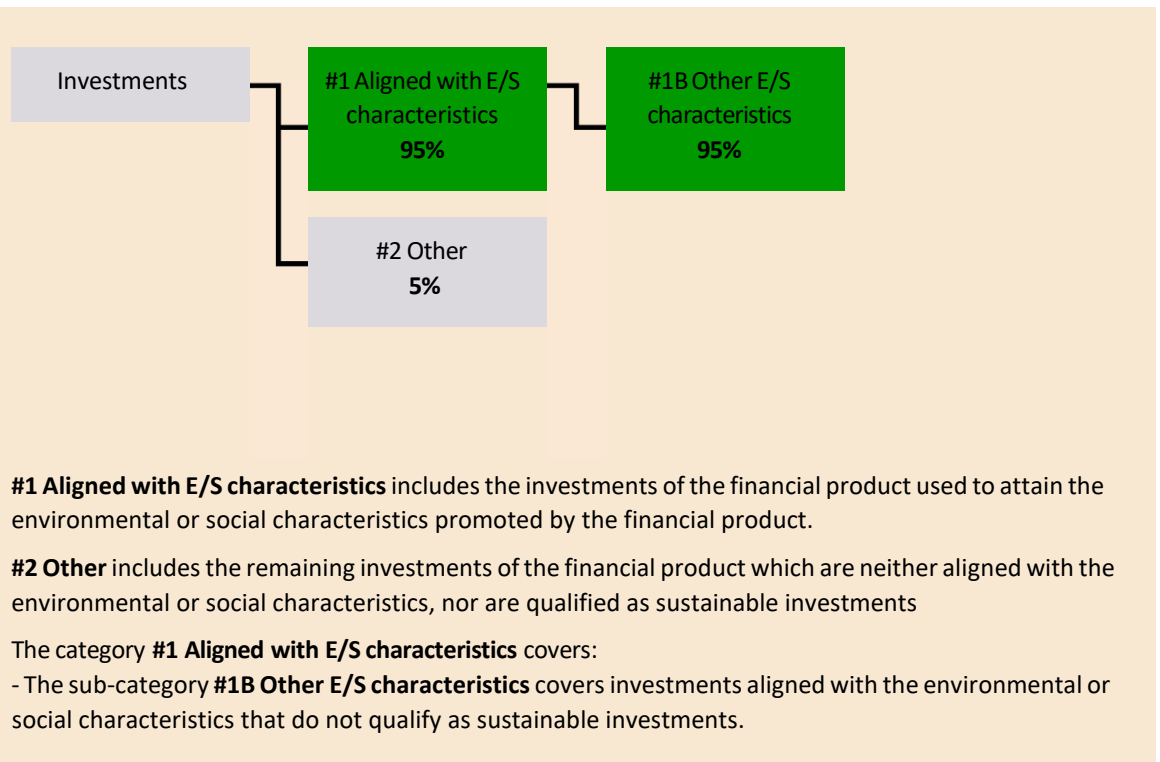 Investments
#1 Aligned with E/S
characteristics
95%
#1B Other E/S
characteristics
95%
#2 Other
5%
#1 Aligned with E/S characteristics includes the investments of the financial product used to attain the
environmental or social characteristics promoted by the financial product.
#2 Other includes the remaining investments of the financial product which are neither aligned with the
environmental or social characteristics, nor are qualified as sustainable investments
The category #1 Aligned with E/S characteristics covers:
- The sub-category #1B Other E/S characteristics covers investments aligned with the environmental or
social characteristics that do not qualify as sustainable investments.